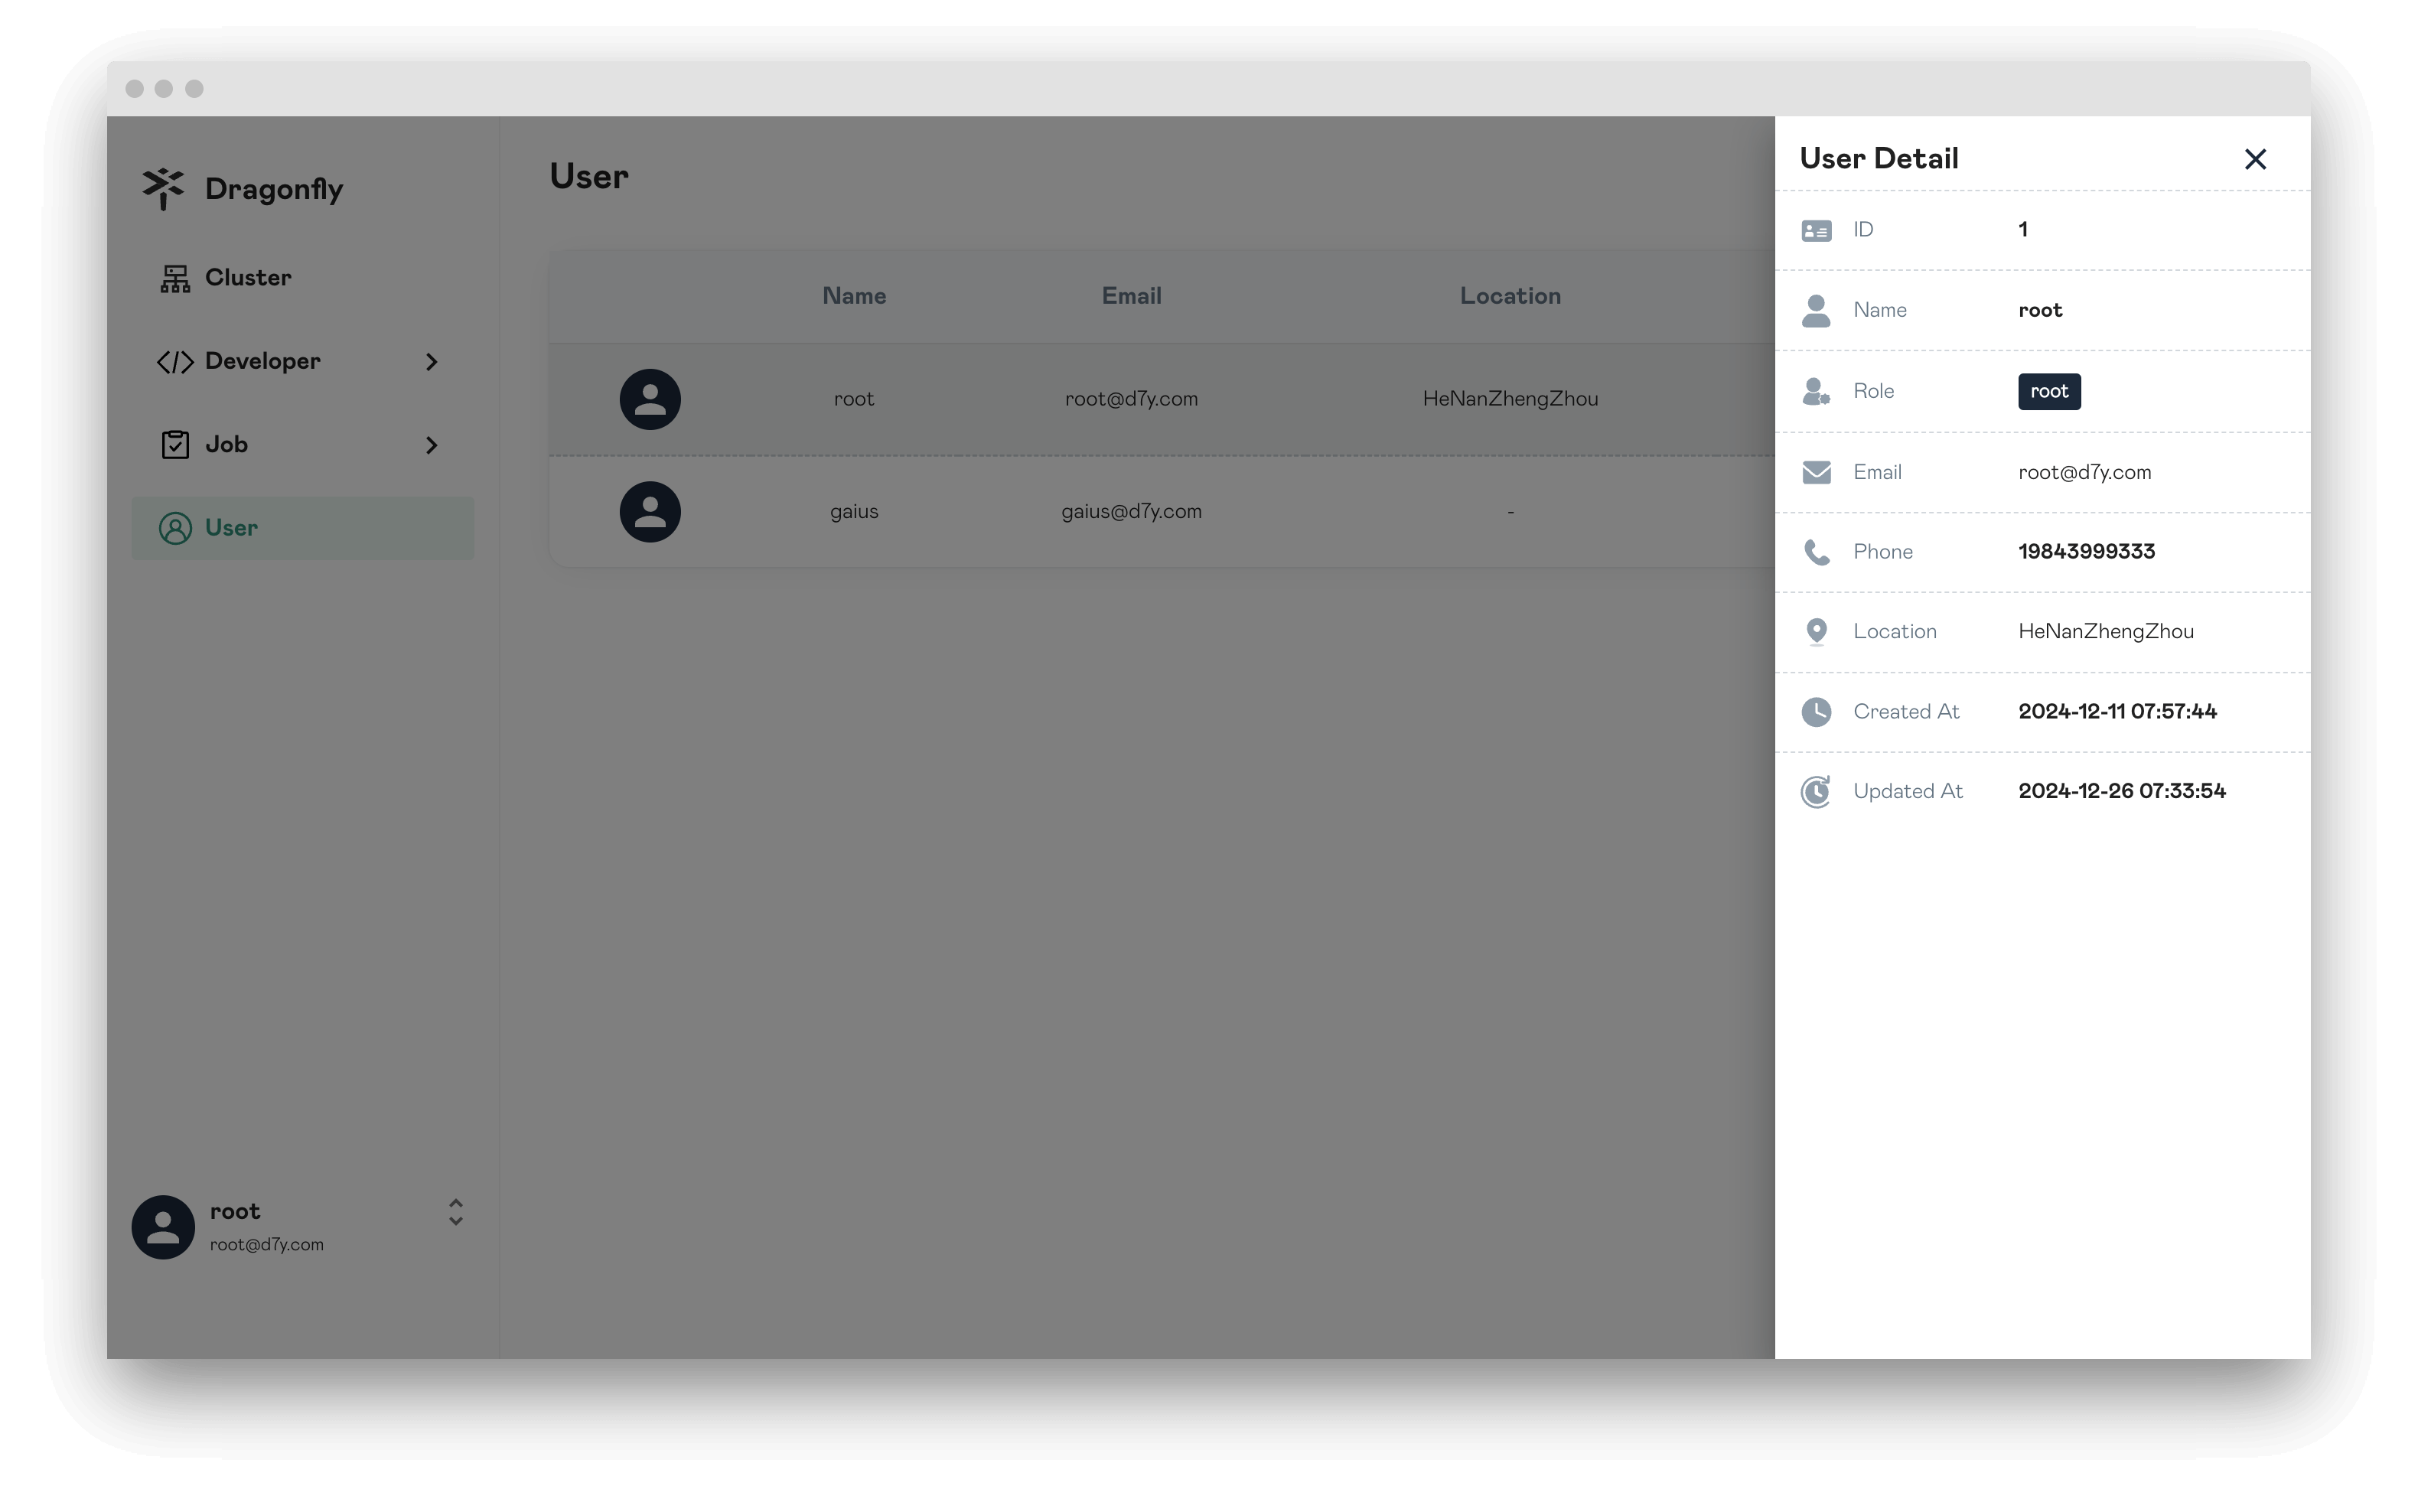 Dragonfly
Cluster
Developer
Job
User
root
root@d7y.com
User
Name Email Location
root root@d7y.com HeNanZhengZhou
gaius gaius@d7y.com -
User Detail
ID 1
Name root
Role root
Email root@d7y.com
Phone 19843999333
Location HeNanZhengZhou
Created At 2024-12-11 07:57:44
Updated At 2024-12-26 07:33:54